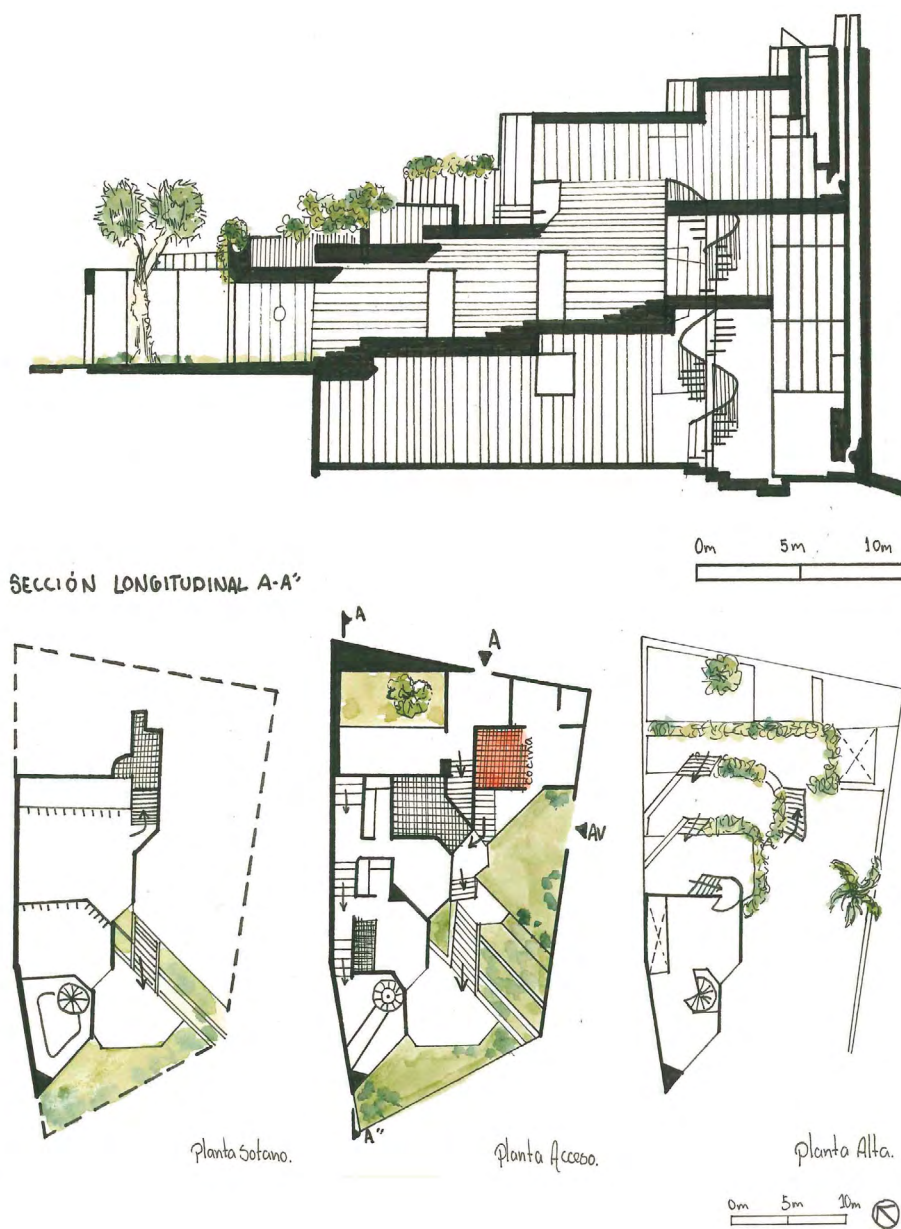 0m 5m 10m
SECCIÓN LONGITUDINAL A-A"
A
A
cocina
AV
A"
planta Sotano.
planta Acceso.
planta Alta.
0m 5m 10m